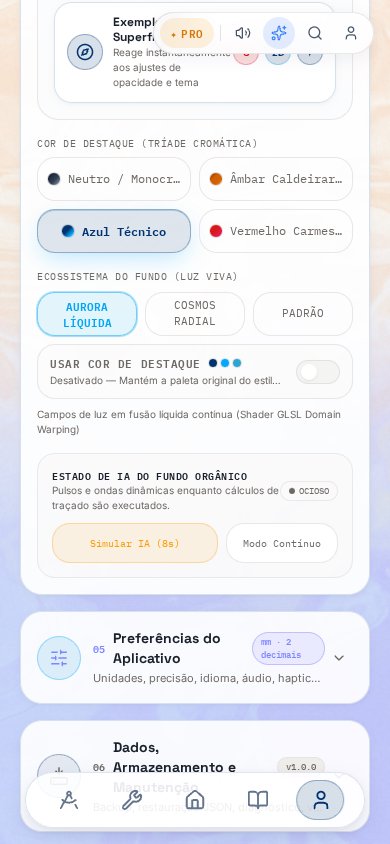 Exempl
Superfí
✦ PRO
Reage instantaneamente
aos ajustes de
opacidade e tema
COR DE DESTAQUE (TRÍADE CROMÁTICA)
Neutro / Monocr…
Âmbar Caldeirar…
Azul Técnico
Vermelho Carmes…
ECOSSISTEMA DO FUNDO (LUZ VIVA)
AURORA
LÍQUIDA
COSMOS
RADIAL
PADRÃO
USAR COR DE DESTAQUE
Desativado — Mantém a paleta original do estil…
Campos de luz em fusão líquida contínua (Shader GLSL Domain
Warping)
ESTADO DE IA DO FUNDO ORGÂNICO
Pulsos e ondas dinâmicas enquanto cálculos de
traçado são executados.
OCIOSO
Simular IA (8s)
Modo Contínuo
05
Preferências do
Aplicativo
mm · 2
decimais
Unidades, precisão, idioma, áudio, haptic…
06
Dados,
Armazenamento e
Manutenção
v1.0.0